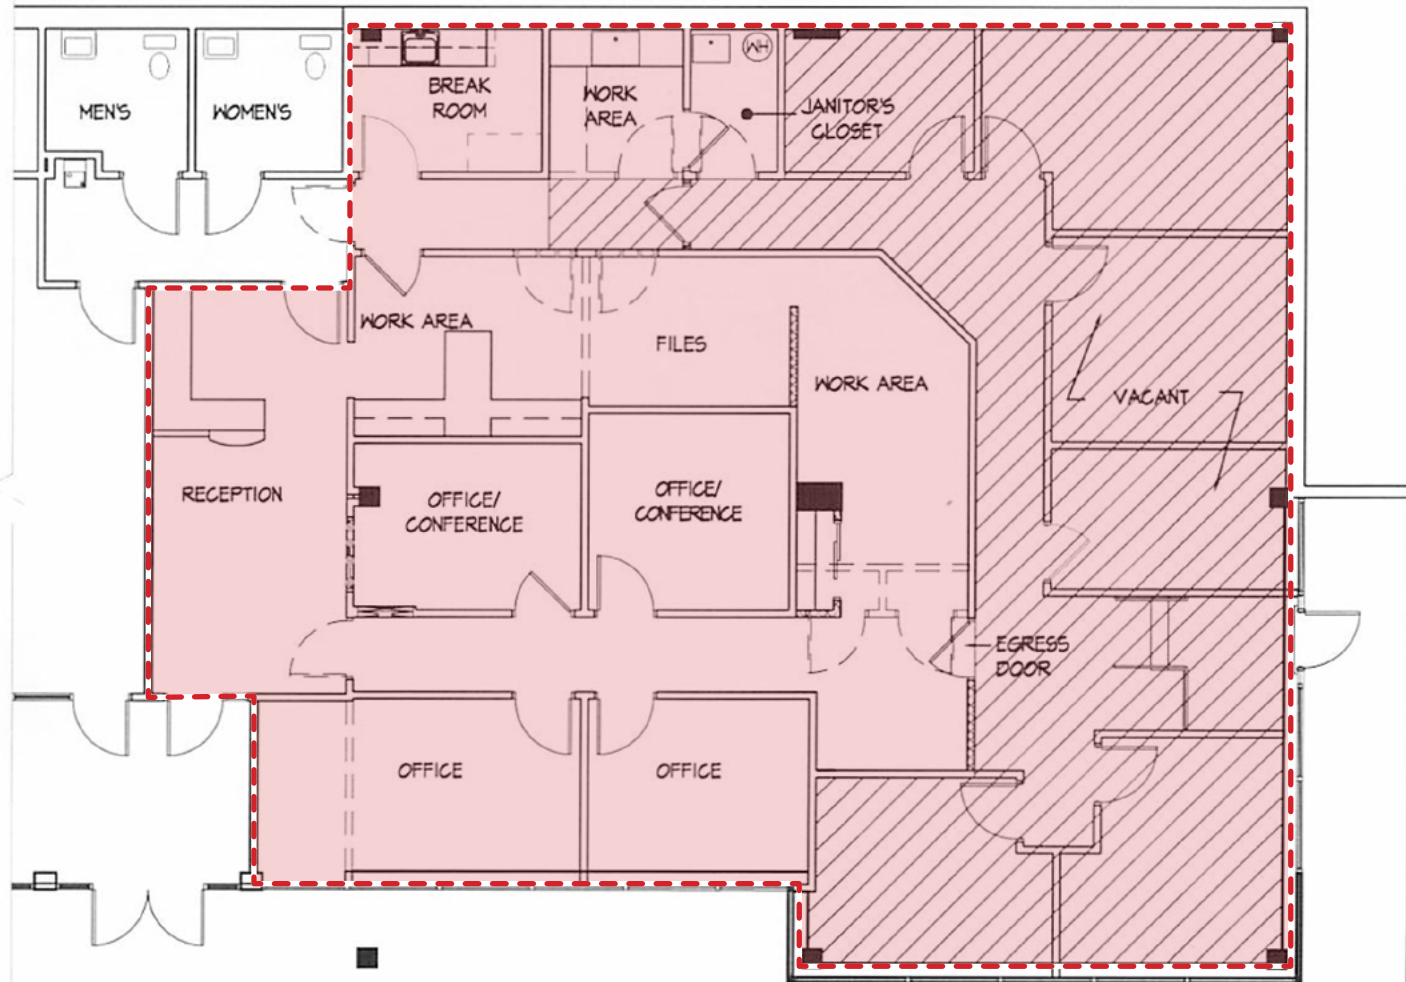 MEN'S
WOMEN'S
BREAK
ROOM
WORK
AREA
WH
JANITOR'S
CLOSET
WORK AREA
FILES
WORK AREA
VACANT
RECEPTION
OFFICE/
CONFERENCE
OFFICE/
CONFERENCE
EGRESS
DOOR
OFFICE
OFFICE